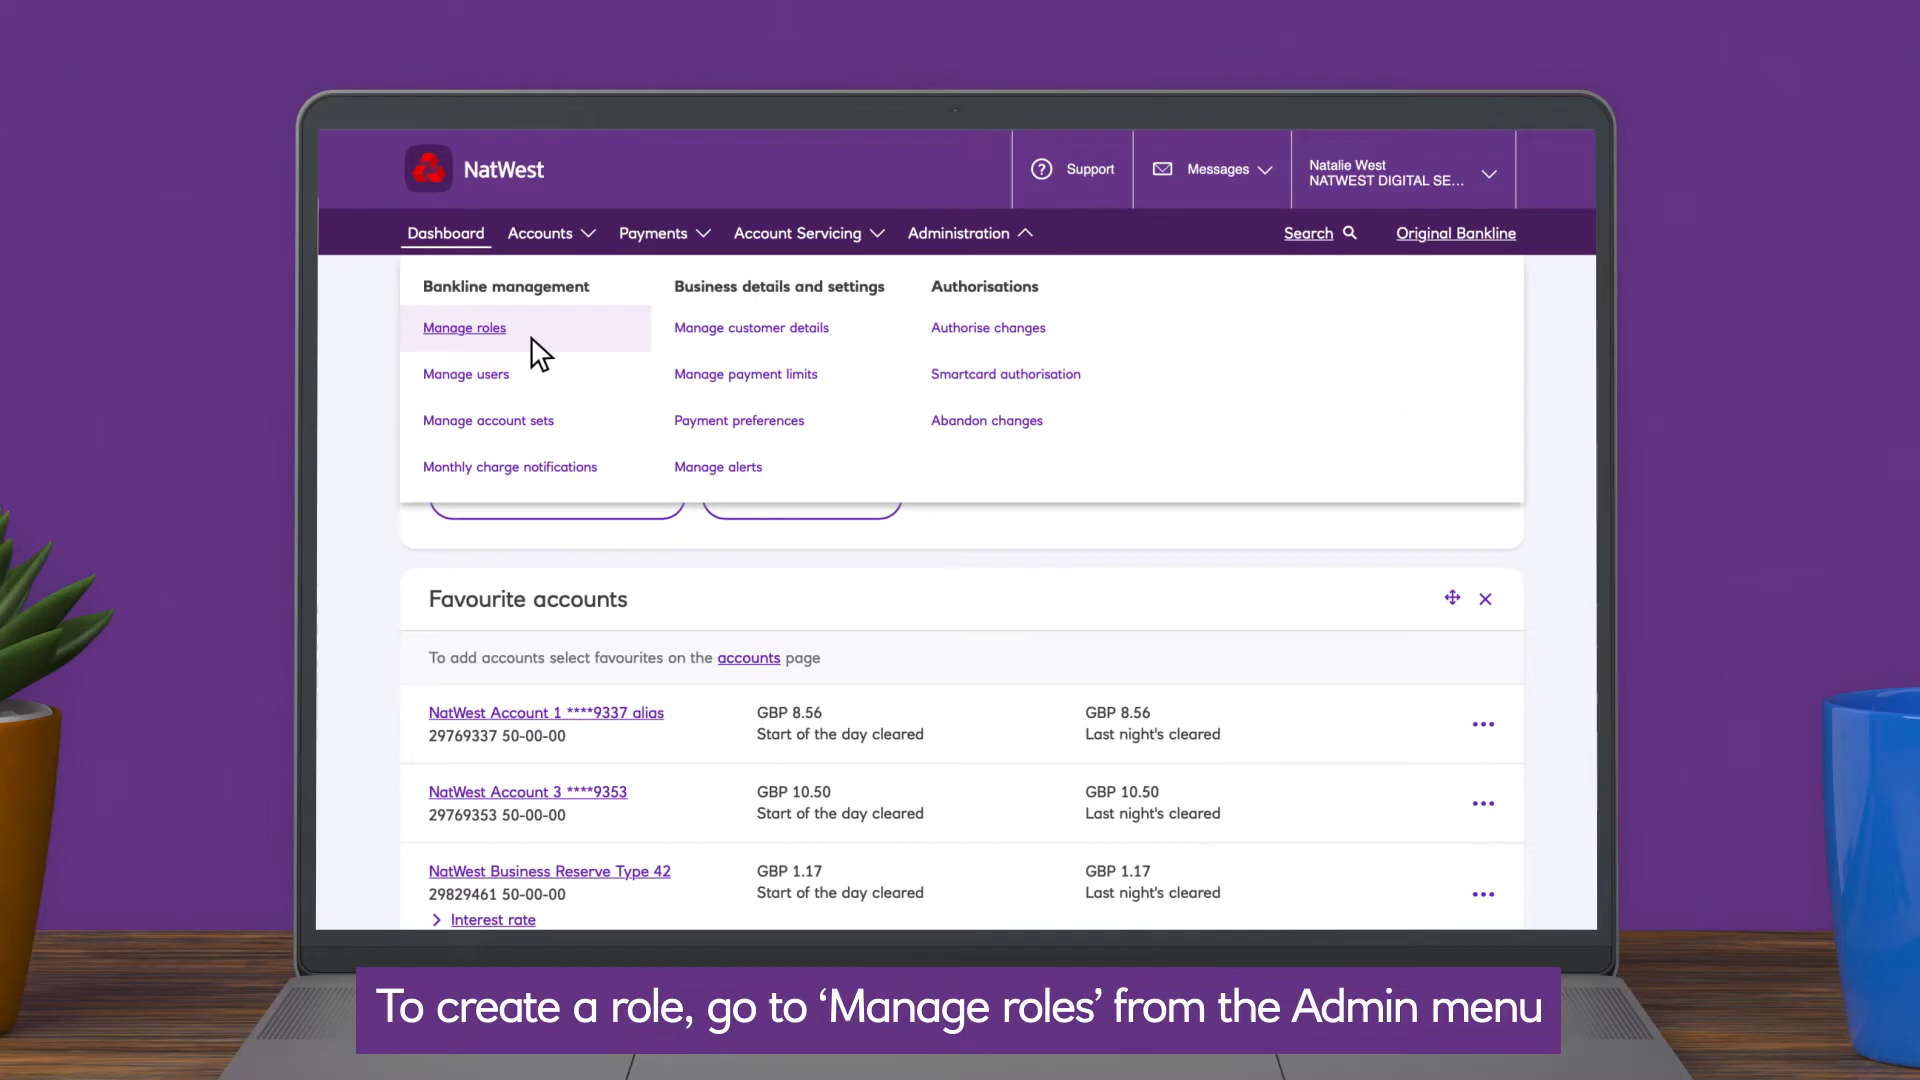 NatWest
Support
Messages
Natalie West
NATWEST DIGITAL SE...
Dashboard
Accounts
Payments
Account Servicing
Administration
Search
Original Bankline
Bankline management
Manage roles
Manage users
Manage account sets
Monthly charge notifications
Business details and settings
Manage customer details
Manage payment limits
Payment preferences
Manage alerts
Authorisations
Authorise changes
Smartcard authorisation
Abandon changes
Favourite accounts
To add accounts select favourites on the accounts page
NatWest Account 1 ****9337 alias
29769337 50-00-00
GBP 8.56
Start of the day cleared
GBP 8.56
Last night's cleared
NatWest Account 3 ****9353
29769353 50-00-00
GBP 10.50
Start of the day cleared
GBP 10.50
Last night's cleared
NatWest Business Reserve Type 42
29829461 50-00-00
GBP 1.17
Start of the day cleared
GBP 1.17
Last night's cleared
Interest rate
To create a role, go to ‘Manage roles’ from the Admin menu